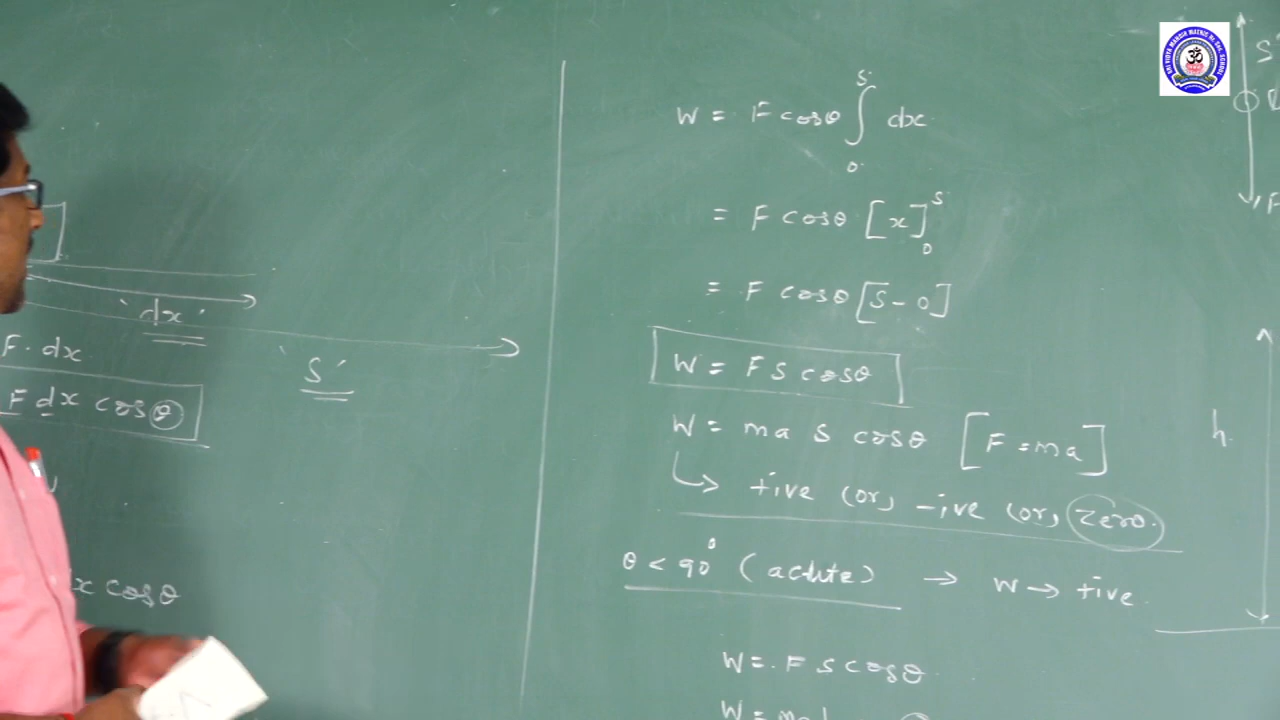 dx
F. dx
F dx cosθ
S
x cosθ
W = F cosθ ∫₀ˢ dx
= F cosθ [x]₀ˢ
= F cosθ [S - 0]
W = F S cosθ
W = ma S cosθ [F = ma]
↳ +ive (or) -ive (or) Zero.
θ < 90° (acute) → W → +ive
W = F S cosθ
h.